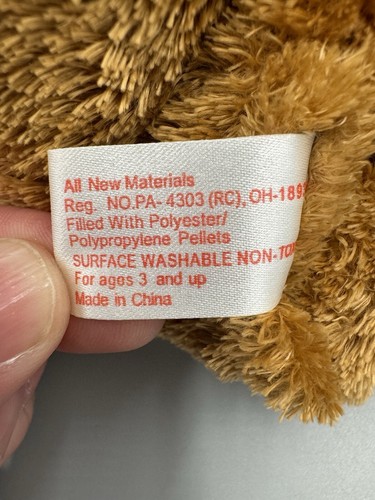 All New Materials
Reg. NO.PA- 4303 (RC), OH-189
Filled With Polyester/
Polypropylene Pellets
SURFACE WASHABLE NON-TO
For ages 3 and up
Made in China